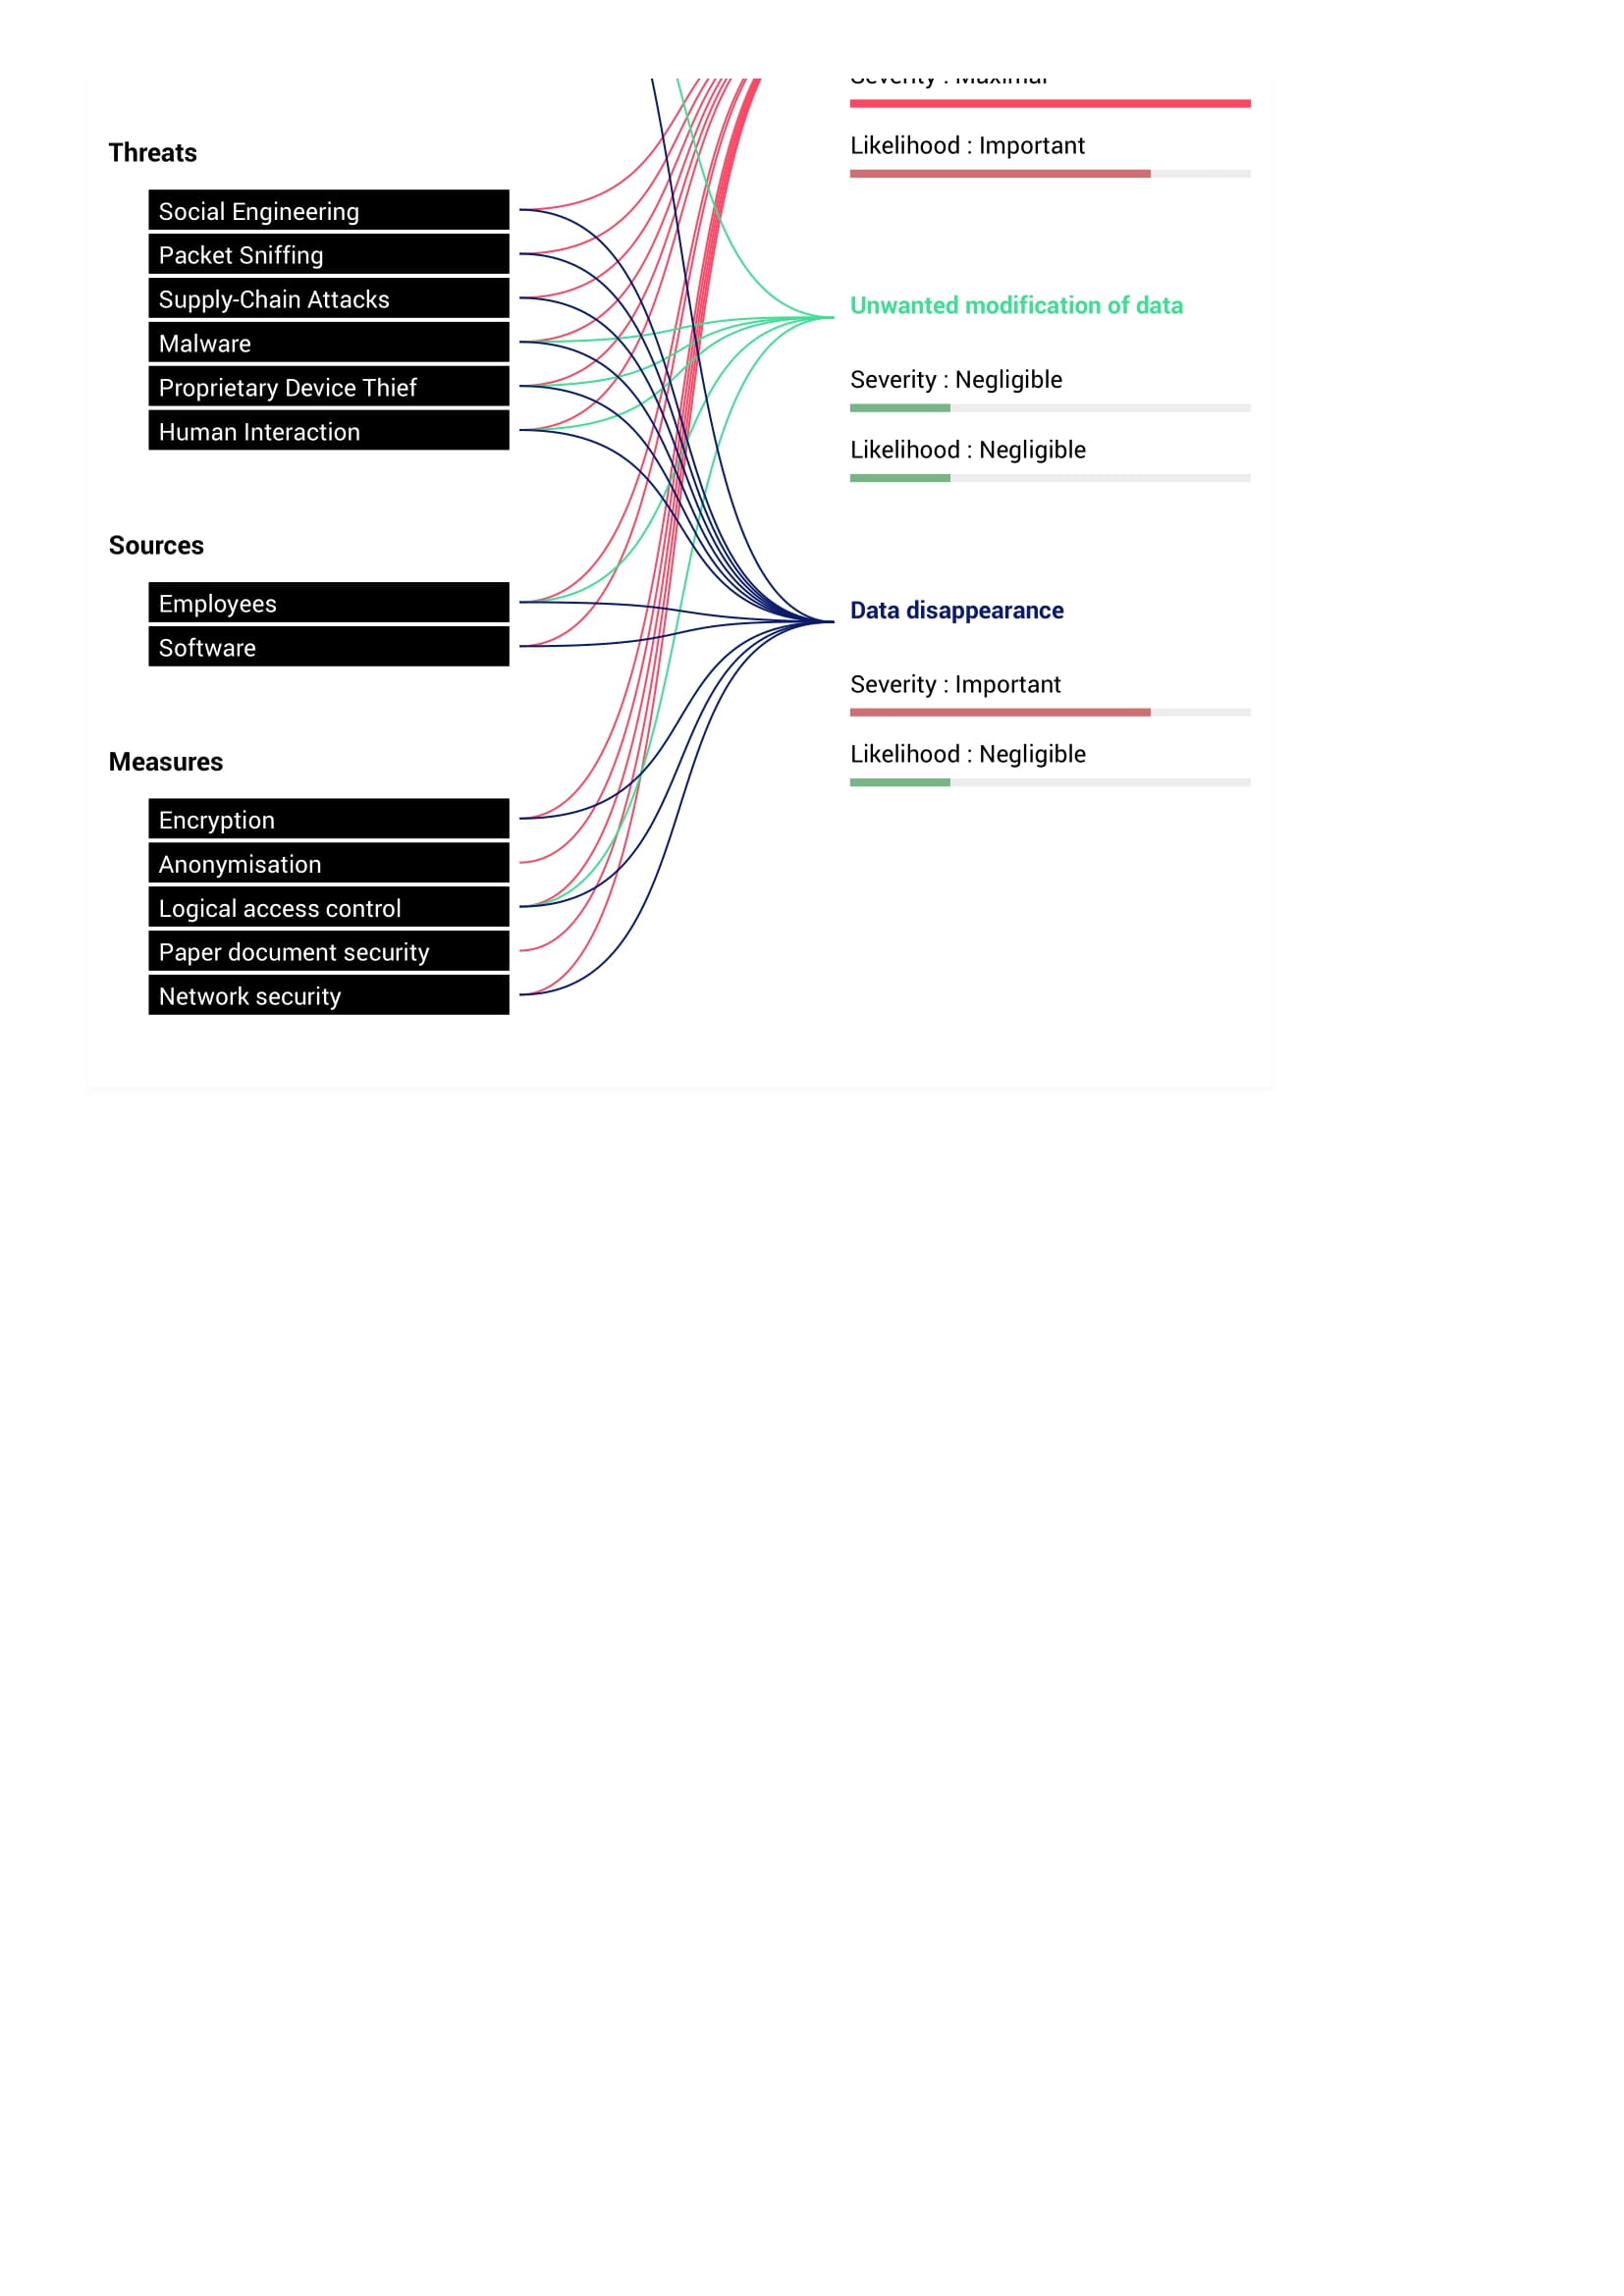 Severity : Maximal
Likelihood : Important
Threats
Social Engineering
Packet Sniffing
Supply-Chain Attacks
Malware
Proprietary Device Thief
Human Interaction
Unwanted modification of data
Severity : Negligible
Likelihood : Negligible
Sources
Employees
Software
Data disappearance
Severity : Important
Likelihood : Negligible
Measures
Encryption
Anonymisation
Logical access control
Paper document security
Network security